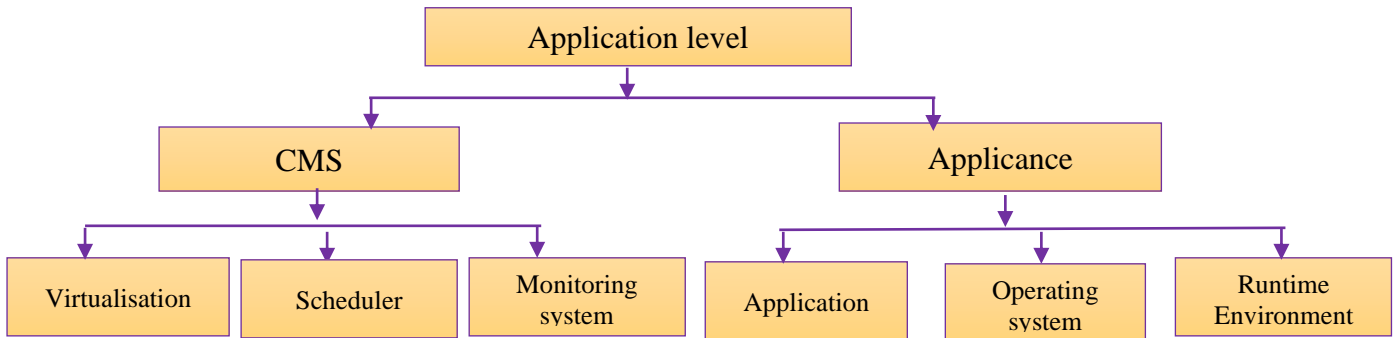 Application level
CMS
Applicance
Virtualisation
Scheduler
Monitoring
system
Application
Operating
system
Runtime
Environment